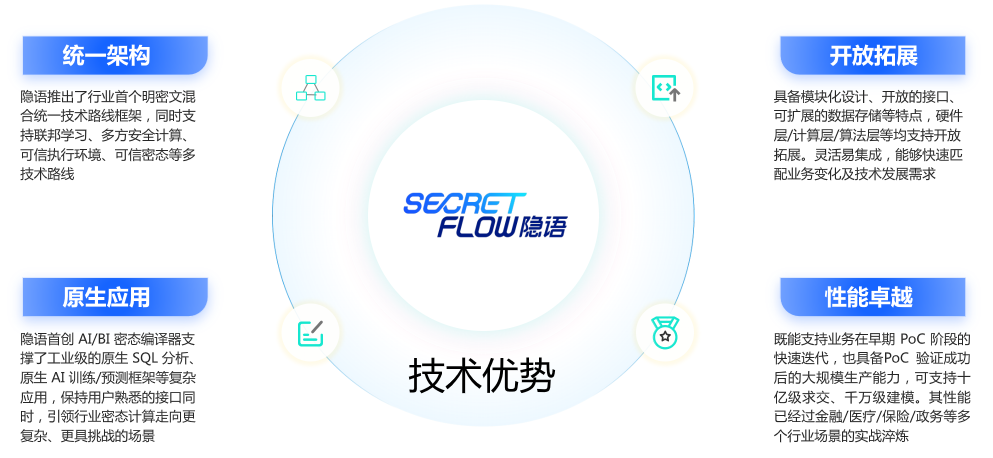 统一架构
隐语推出了行业首个明密文混
合统一技术路线框架，同时支
持联邦学习、多方安全计算、
可信执行环境、可信密态等多
技术路线
开放拓展
具备模块化设计、开放的接口、
可扩展的数据存储等特点，硬件
层/计算层/算法层等均支持开放
拓展。灵活易集成，能够快速匹
配业务变化及技术发展需求
SECRET
FLOW隐语
原生应用
隐语首创 AI/BI 密态编译器支
撑了工业级的原生 SQL 分析、
原生 AI 训练/预测框架等复杂
应用，保持用户熟悉的接口同
时，引领行业密态计算走向更
复杂、更具挑战的场景
技术优势
性能卓越
既能支持业务在早期 PoC 阶段的
快速迭代，也具备PoC 验证成功
后的大规模生产能力，可支持十
亿级求交、千万级建模。其性能
已经过金融/医疗/保险/政务等多
个行业场景的实战淬炼